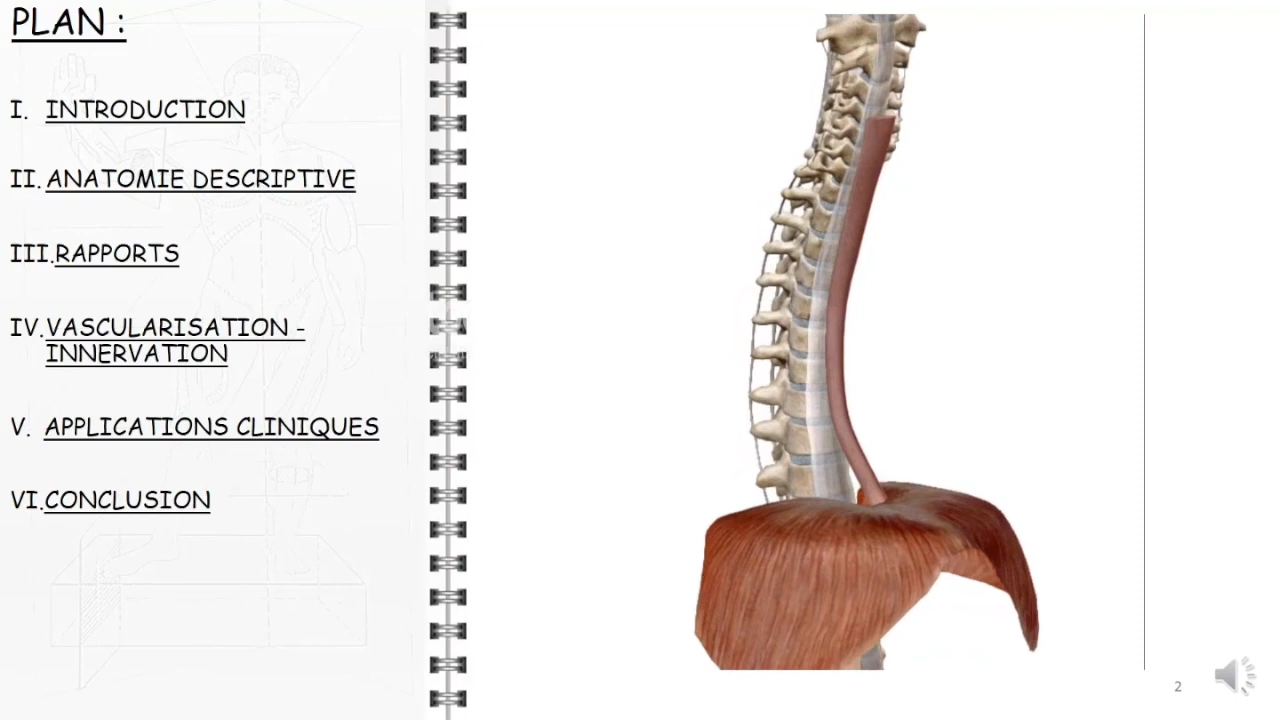 PLAN :
I. INTRODUCTION
II. ANATOMIE DESCRIPTIVE
III.RAPPORTS
IV.VASCULARISATION -
INNERVATION
V. APPLICATIONS CLINIQUES
VI.CONCLUSION
2